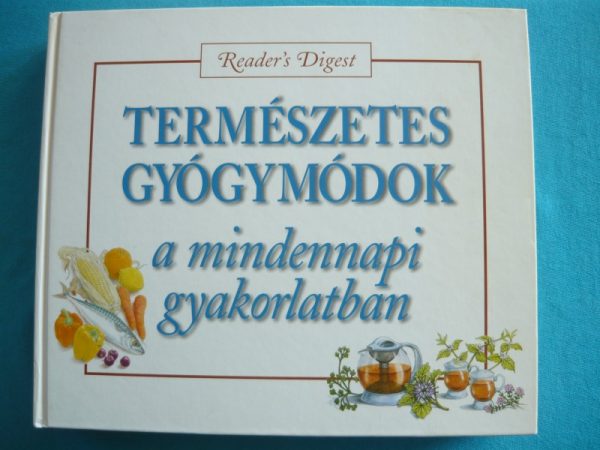 Reader's Digest
TERMÉSZETES
GYÓGYMÓDOK
a mindennapi
gyakorlatban